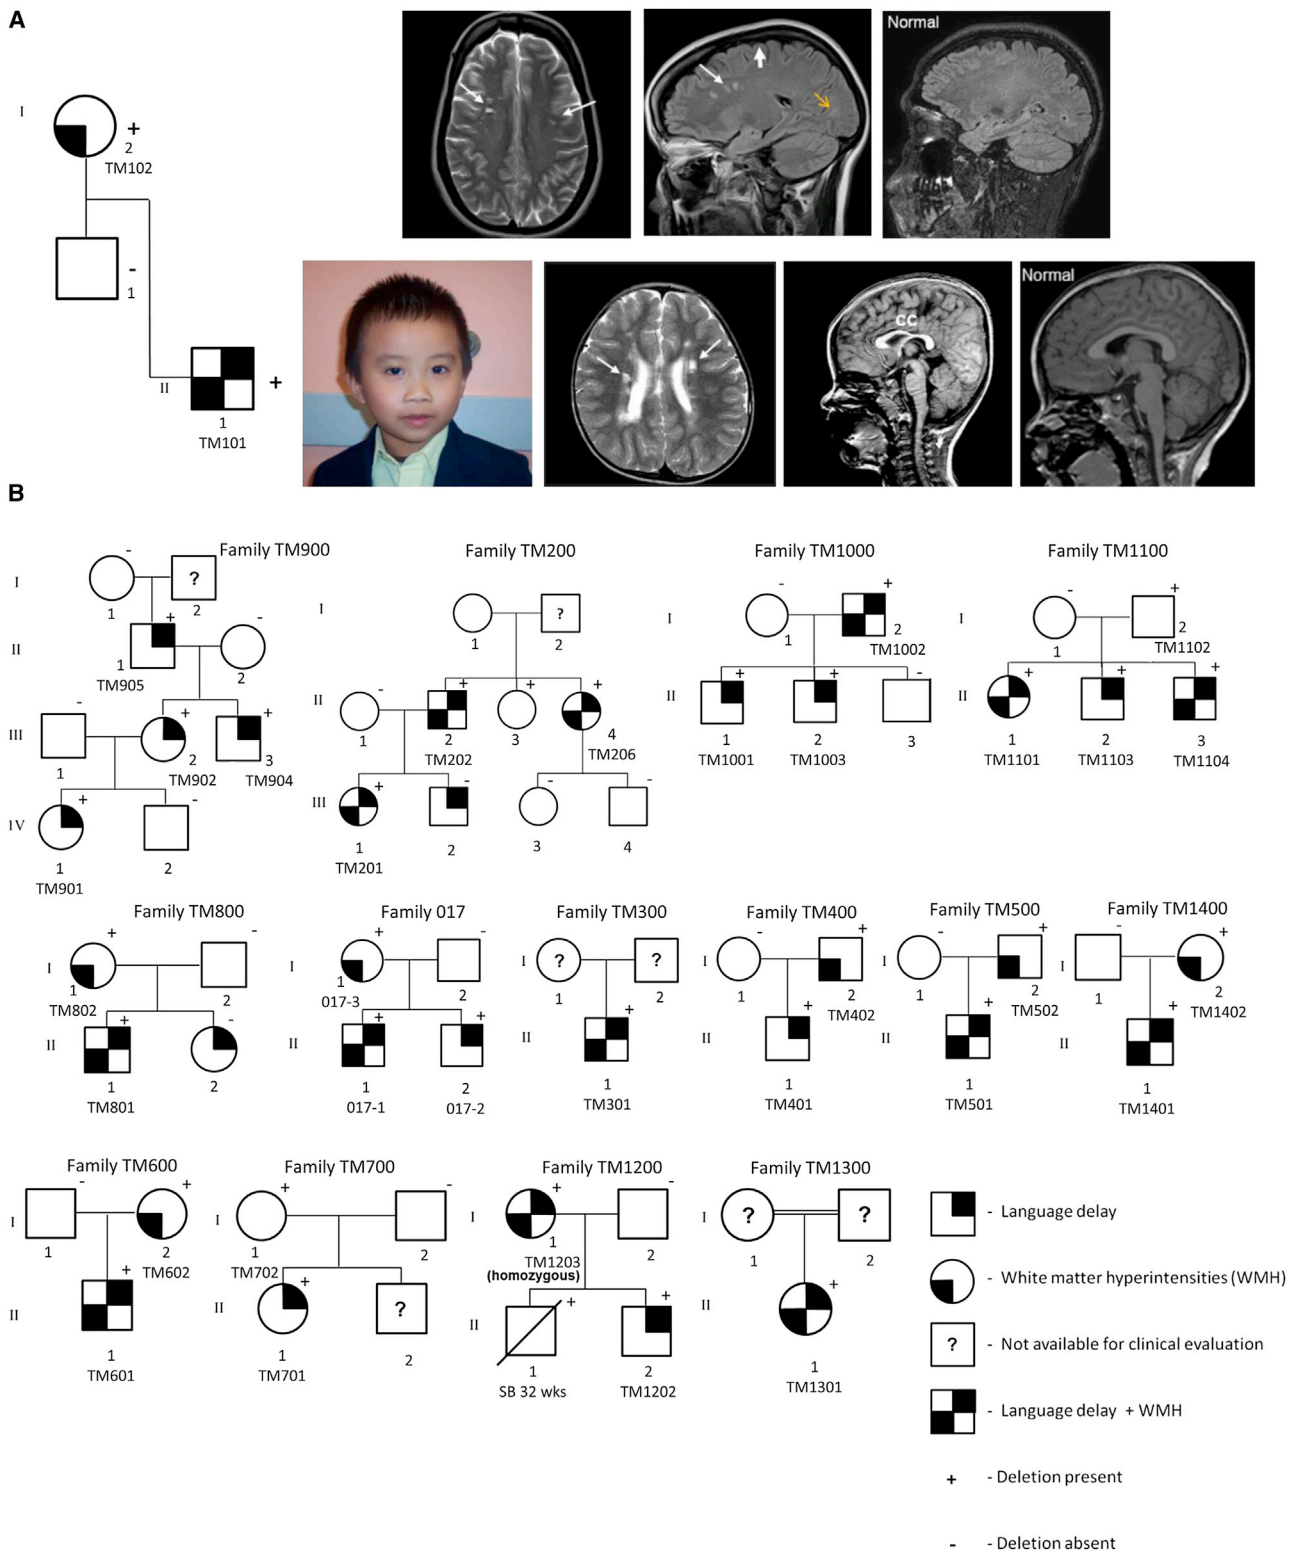 A
I
+
2
TM102
-
1
II
+
1
TM101
Normal
CC
Normal
B
Family TM900
I
-
?
1
2
II
+
-
1
TM905
2
III
-
+
+
1
2
TM902
3
TM904
IV
+
-
1
TM901
2
Family TM200
I
?
1
2
II
-
+
+
+
1
2
TM202
3
4
TM206
III
+
-
-
-
1
TM201
2
3
4
Family TM1000
I
-
+
1
2
TM1002
II
+
+
-
1
TM1001
2
TM1003
3
Family TM1100
I
-
+
1
2
TM1102
II
+
+
+
1
TM1101
2
TM1103
3
TM1104
Family TM800
I
+
-
1
TM802
2
II
+
-
1
TM801
2
Family 017
I
+
-
1
017-3
2
II
+
+
1
017-1
2
017-2
Family TM300
I
?
?
1
2
II
+
1
TM301
Family TM400
I
-
+
1
2
TM402
II
+
1
TM401
Family TM500
I
-
+
1
2
TM502
II
+
1
TM501
Family TM1400
I
-
+
1
2
TM1402
II
+
1
TM1401
Family TM600
I
-
+
1
2
TM602
II
+
1
TM601
Family TM700
I
+
-
1
TM702
2
II
+
?
1
TM701
2
Family TM1200
I
+
-
1
TM1203
(homozygous)
2
II
+
+
1
SB 32 wks
2
TM1202
Family TM1300
I
?
?
1
2
II
+
1
TM1301
- Language delay
- White matter hyperintensities (WMH)
? - Not available for clinical evaluation
- Language delay + WMH
+ - Deletion present
- - Deletion absent